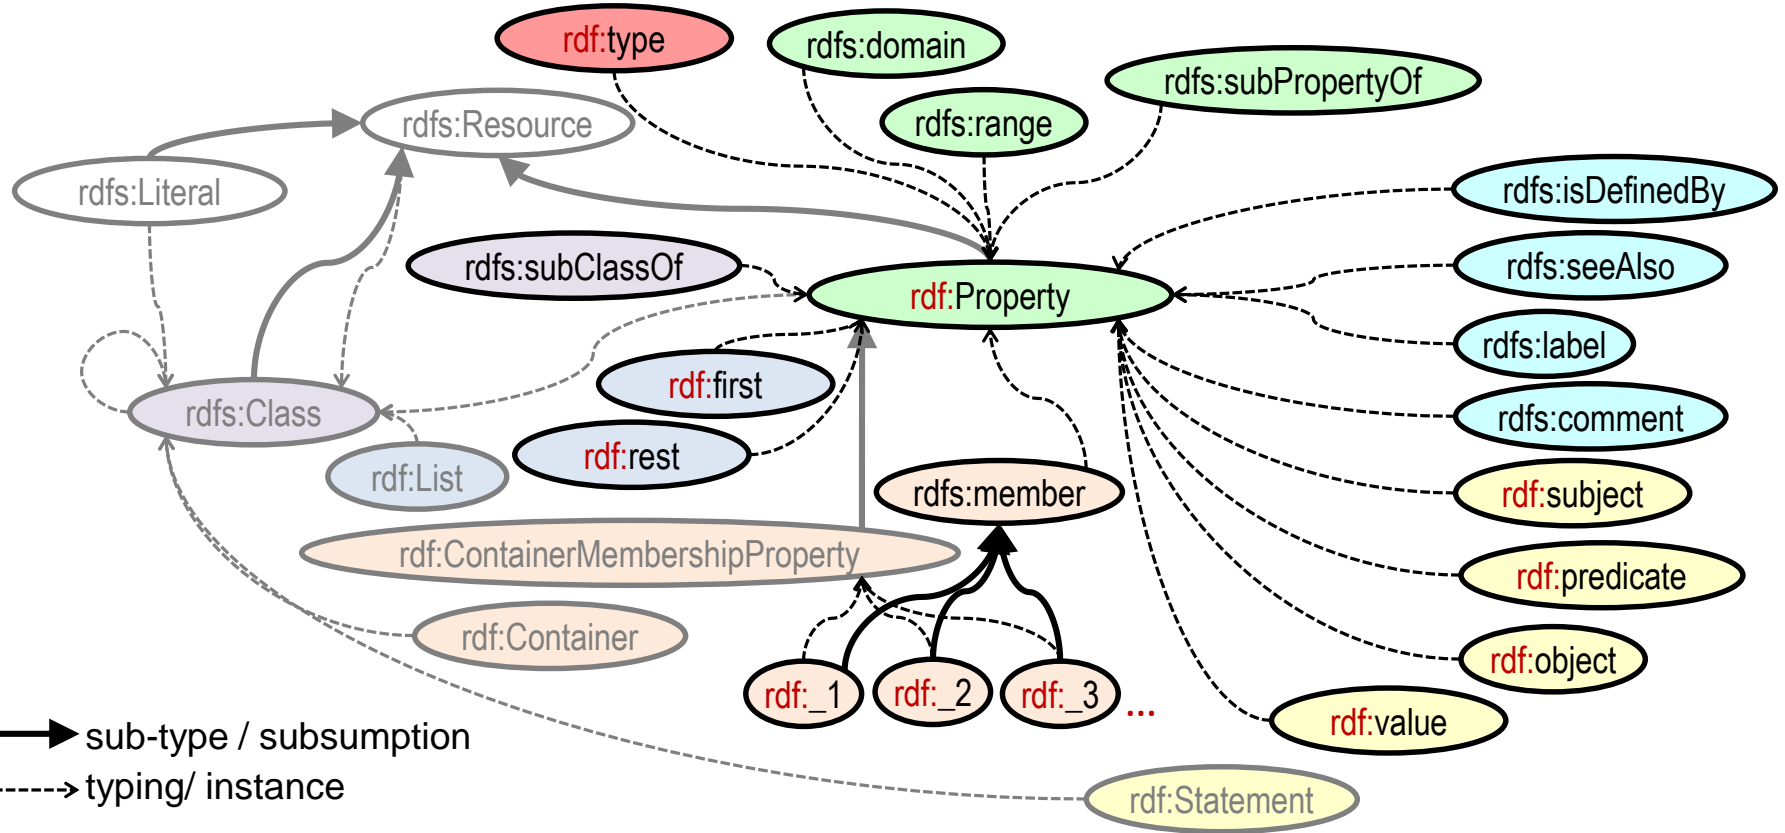 rdf:type
rdfs:domain
rdfs:subPropertyOf
rdfs:Resource
rdfs:range
rdfs:Literal
rdfs:isDefinedBy
rdfs:subClassOf
rdfs:seeAlso
rdf:Property
rdfs:label
rdf:first
rdfs:Class
rdfs:comment
rdf:rest
rdf:List
rdfs:member
rdf:subject
rdf:ContainerMembershipProperty
rdf:predicate
rdf:Container
rdf:object
rdf:_1
rdf:_2
rdf:_3
...
rdf:value
sub-type / subsumption
typing/ instance
rdf:Statement